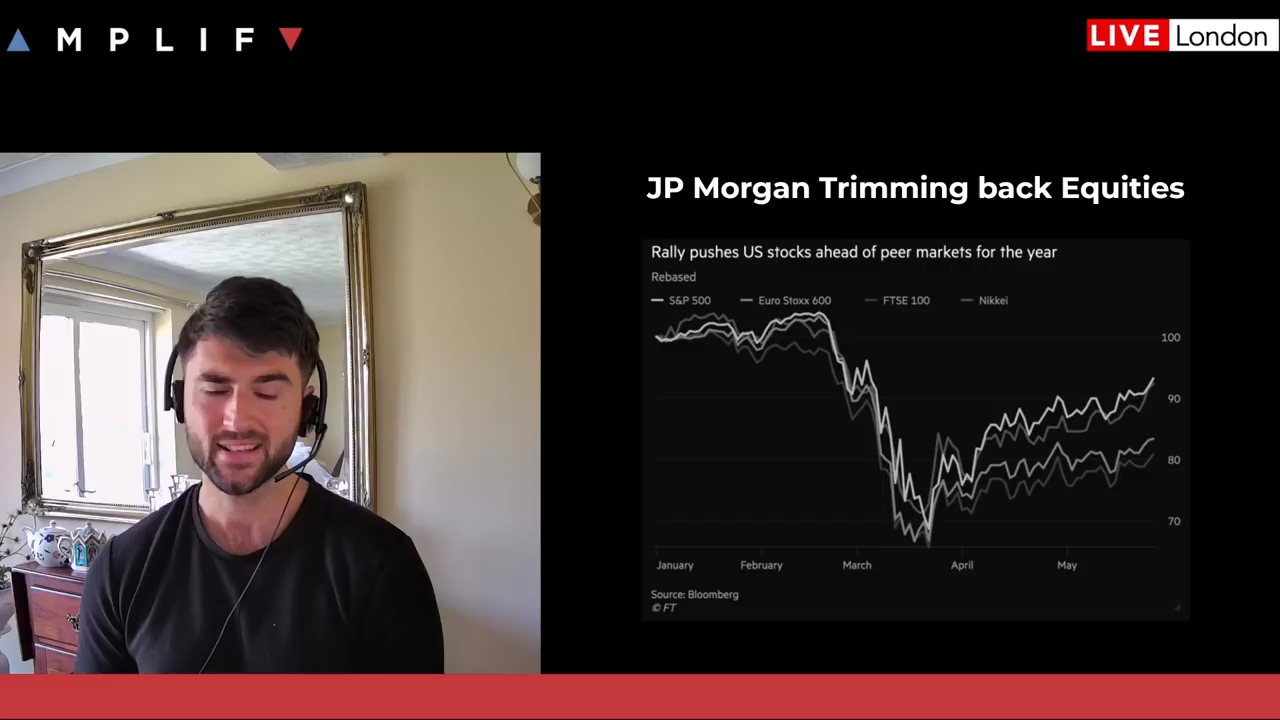 MPLIF
LIVE London
JP Morgan Trimming back Equities
Rally pushes US stocks ahead of peer markets for the year
Rebased
S&P 500 Euro Stoxx 600 FTSE 100 Nikkei
100
90
80
70
January February March April May
Source: Bloomberg
© FT